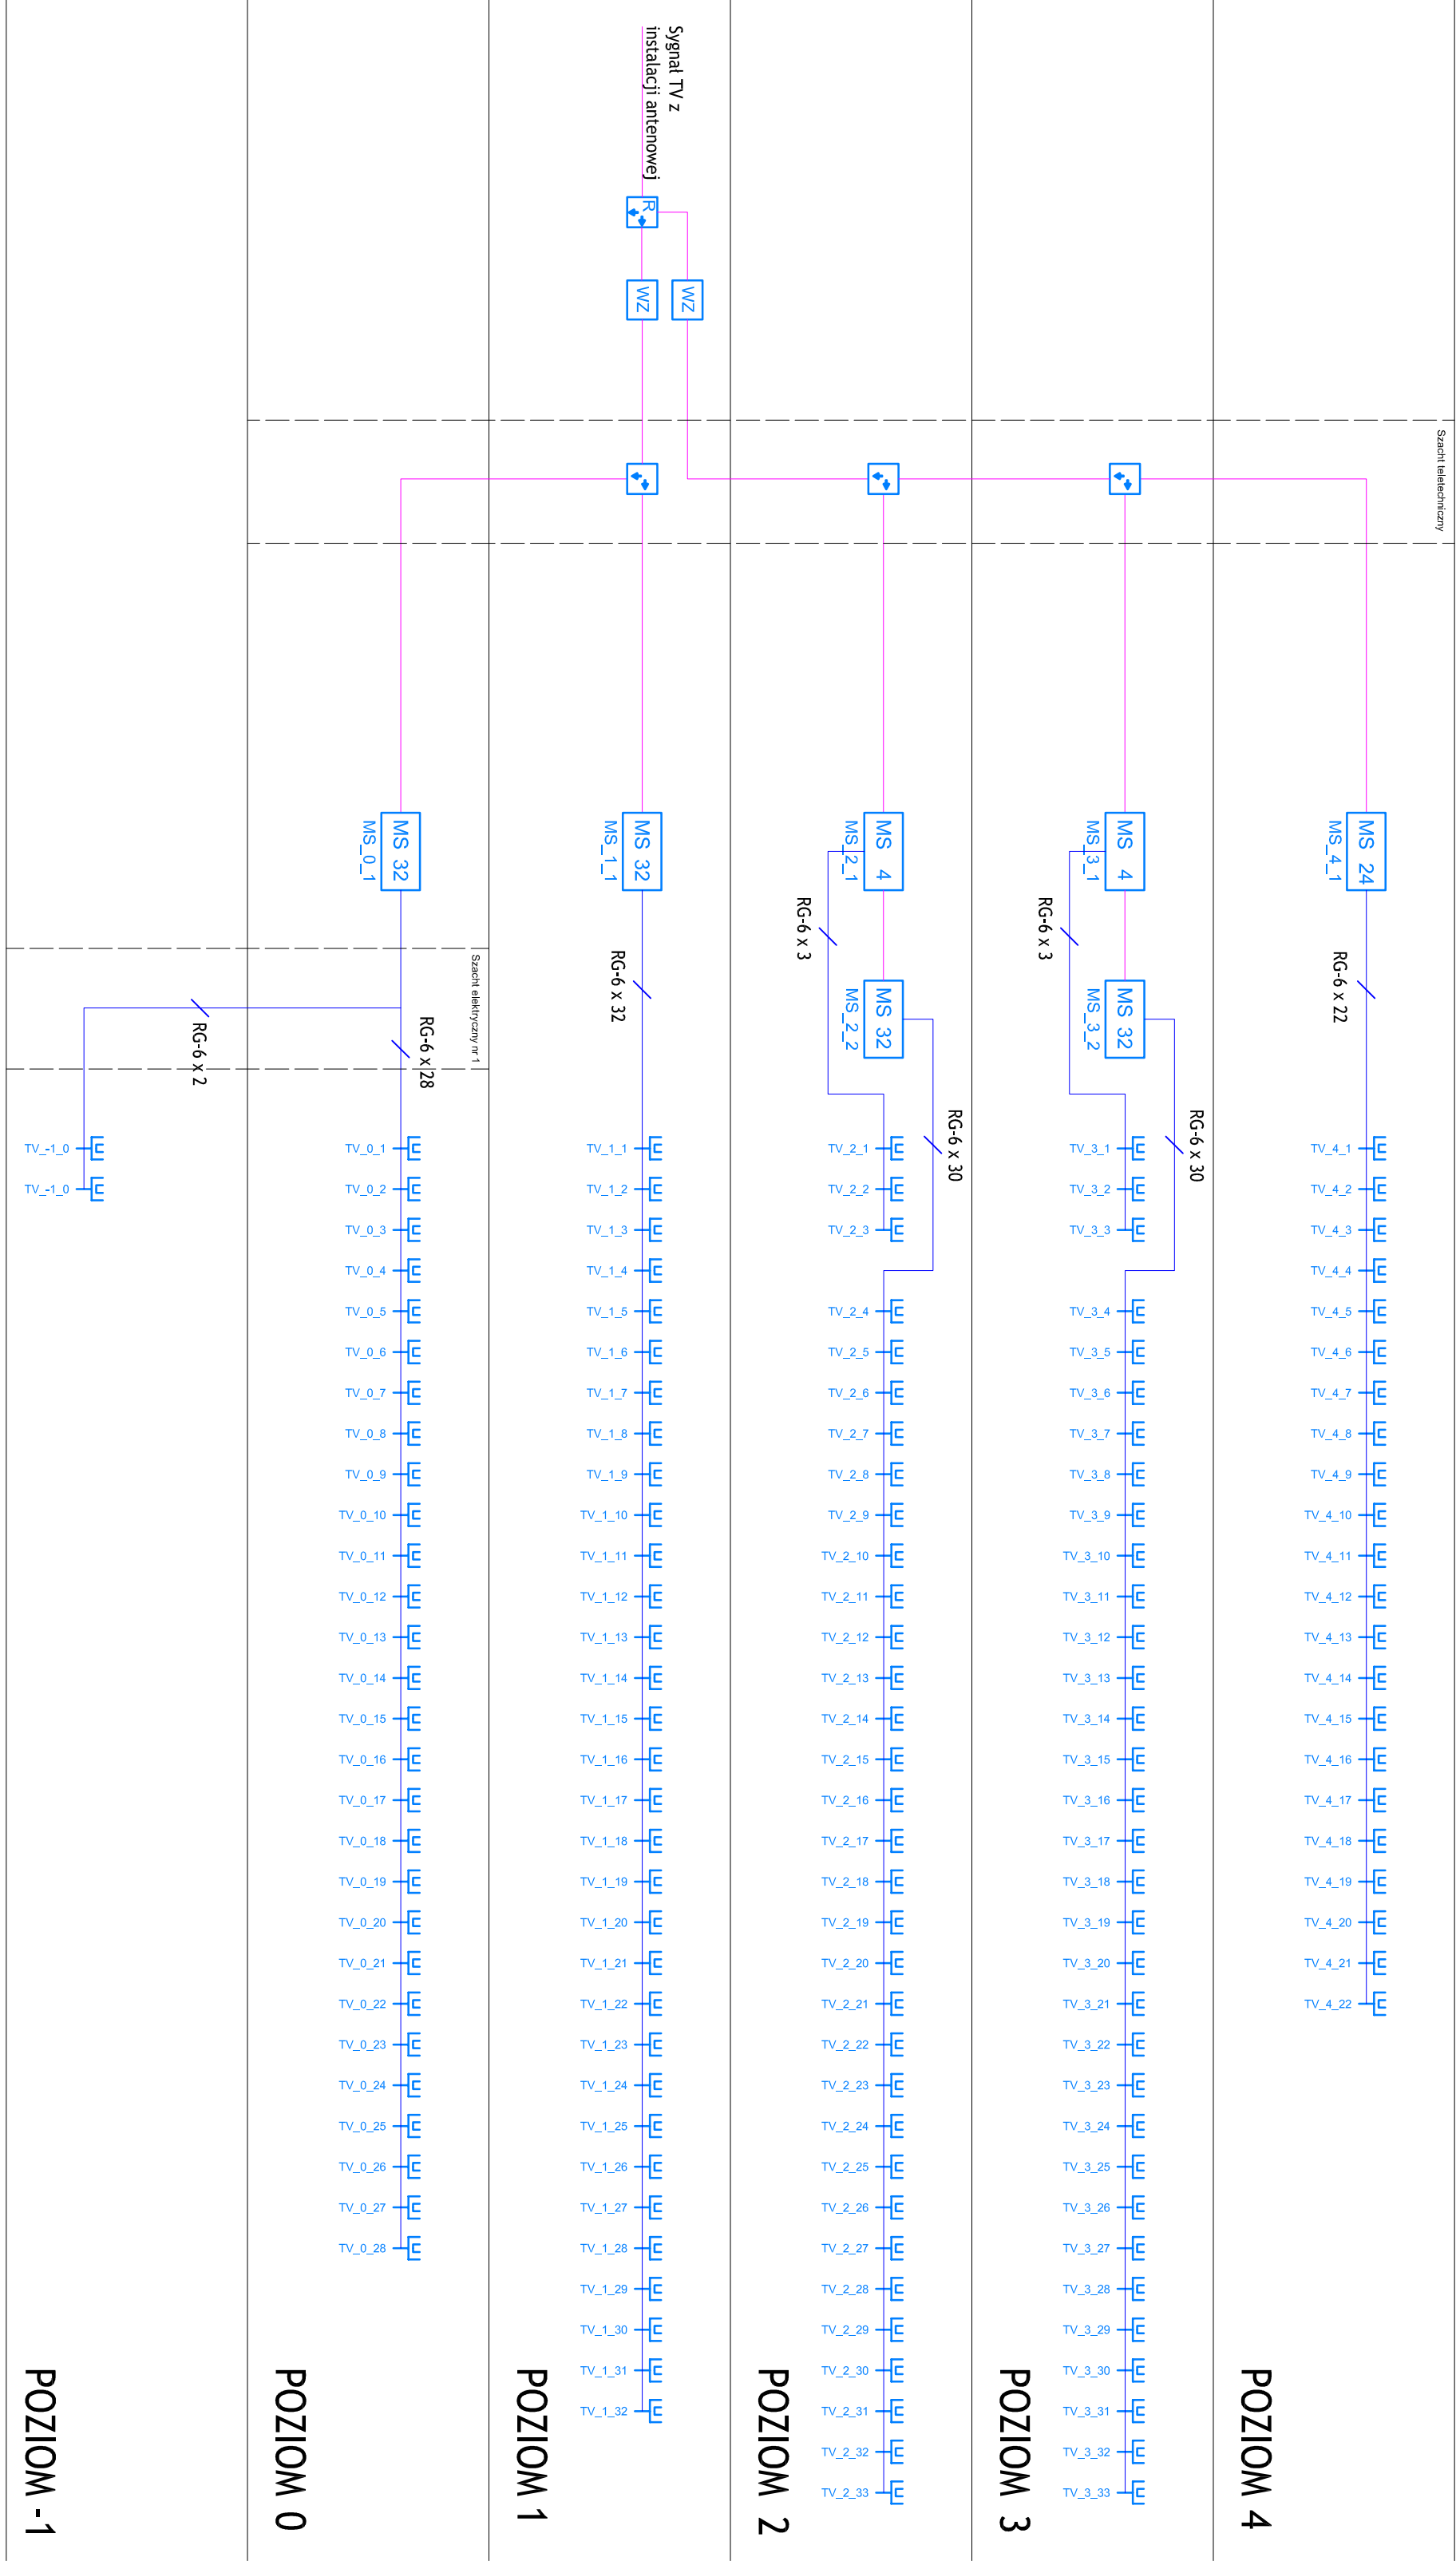 Szacht teletechniczny
MS 24
MS_4_1
RG-6 x 22
TV_4_1
TV_4_2
TV_4_3
TV_4_4
TV_4_5
TV_4_6
TV_4_7
TV_4_8
TV_4_9
TV_4_10
TV_4_11
TV_4_12
TV_4_13
TV_4_14
TV_4_15
TV_4_16
TV_4_17
TV_4_18
TV_4_19
TV_4_20
TV_4_21
TV_4_22
POZIOM 4
MS 4
MS_3_1
RG-6 x 3
MS 32
MS_3_2
RG-6 x 30
TV_3_1
TV_3_2
TV_3_3
TV_3_4
TV_3_5
TV_3_6
TV_3_7
TV_3_8
TV_3_9
TV_3_10
TV_3_11
TV_3_12
TV_3_13
TV_3_14
TV_3_15
TV_3_16
TV_3_17
TV_3_18
TV_3_19
TV_3_20
TV_3_21
TV_3_22
TV_3_23
TV_3_24
TV_3_25
TV_3_26
TV_3_27
TV_3_28
TV_3_29
TV_3_30
TV_3_31
TV_3_32
TV_3_33
POZIOM 3
MS 4
MS_2_1
RG-6 x 3
MS 32
MS_2_2
RG-6 x 30
TV_2_1
TV_2_2
TV_2_3
TV_2_4
TV_2_5
TV_2_6
TV_2_7
TV_2_8
TV_2_9
TV_2_10
TV_2_11
TV_2_12
TV_2_13
TV_2_14
TV_2_15
TV_2_16
TV_2_17
TV_2_18
TV_2_19
TV_2_20
TV_2_21
TV_2_22
TV_2_23
TV_2_24
TV_2_25
TV_2_26
TV_2_27
TV_2_28
TV_2_29
TV_2_30
TV_2_31
TV_2_32
TV_2_33
POZIOM 2
Sygnał TV z
instalacji antenowej
R
WZ
WZ
MS 32
MS_1_1
RG-6 x 32
TV_1_1
TV_1_2
TV_1_3
TV_1_4
TV_1_5
TV_1_6
TV_1_7
TV_1_8
TV_1_9
TV_1_10
TV_1_11
TV_1_12
TV_1_13
TV_1_14
TV_1_15
TV_1_16
TV_1_17
TV_1_18
TV_1_19
TV_1_20
TV_1_21
TV_1_22
TV_1_23
TV_1_24
TV_1_25
TV_1_26
TV_1_27
TV_1_28
TV_1_29
TV_1_30
TV_1_31
TV_1_32
POZIOM 1
Szacht elektryczny nr 1
MS 32
MS_0_1
RG-6 x 28
TV_0_1
TV_0_2
TV_0_3
TV_0_4
TV_0_5
TV_0_6
TV_0_7
TV_0_8
TV_0_9
TV_0_10
TV_0_11
TV_0_12
TV_0_13
TV_0_14
TV_0_15
TV_0_16
TV_0_17
TV_0_18
TV_0_19
TV_0_20
TV_0_21
TV_0_22
TV_0_23
TV_0_24
TV_0_25
TV_0_26
TV_0_27
TV_0_28
POZIOM 0
RG-6 x 2
TV_-1_0
TV_-1_0
POZIOM -1